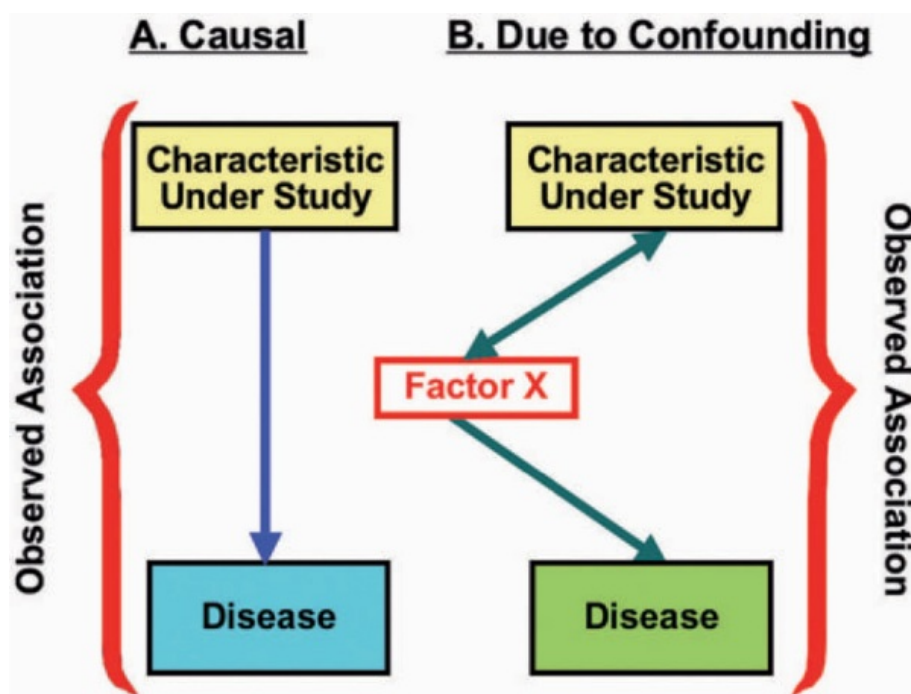 A. Causal
B. Due to Confounding
Observed Association
Characteristic
Under Study
Characteristic
Under Study
Observed Association
Factor X
Disease
Disease